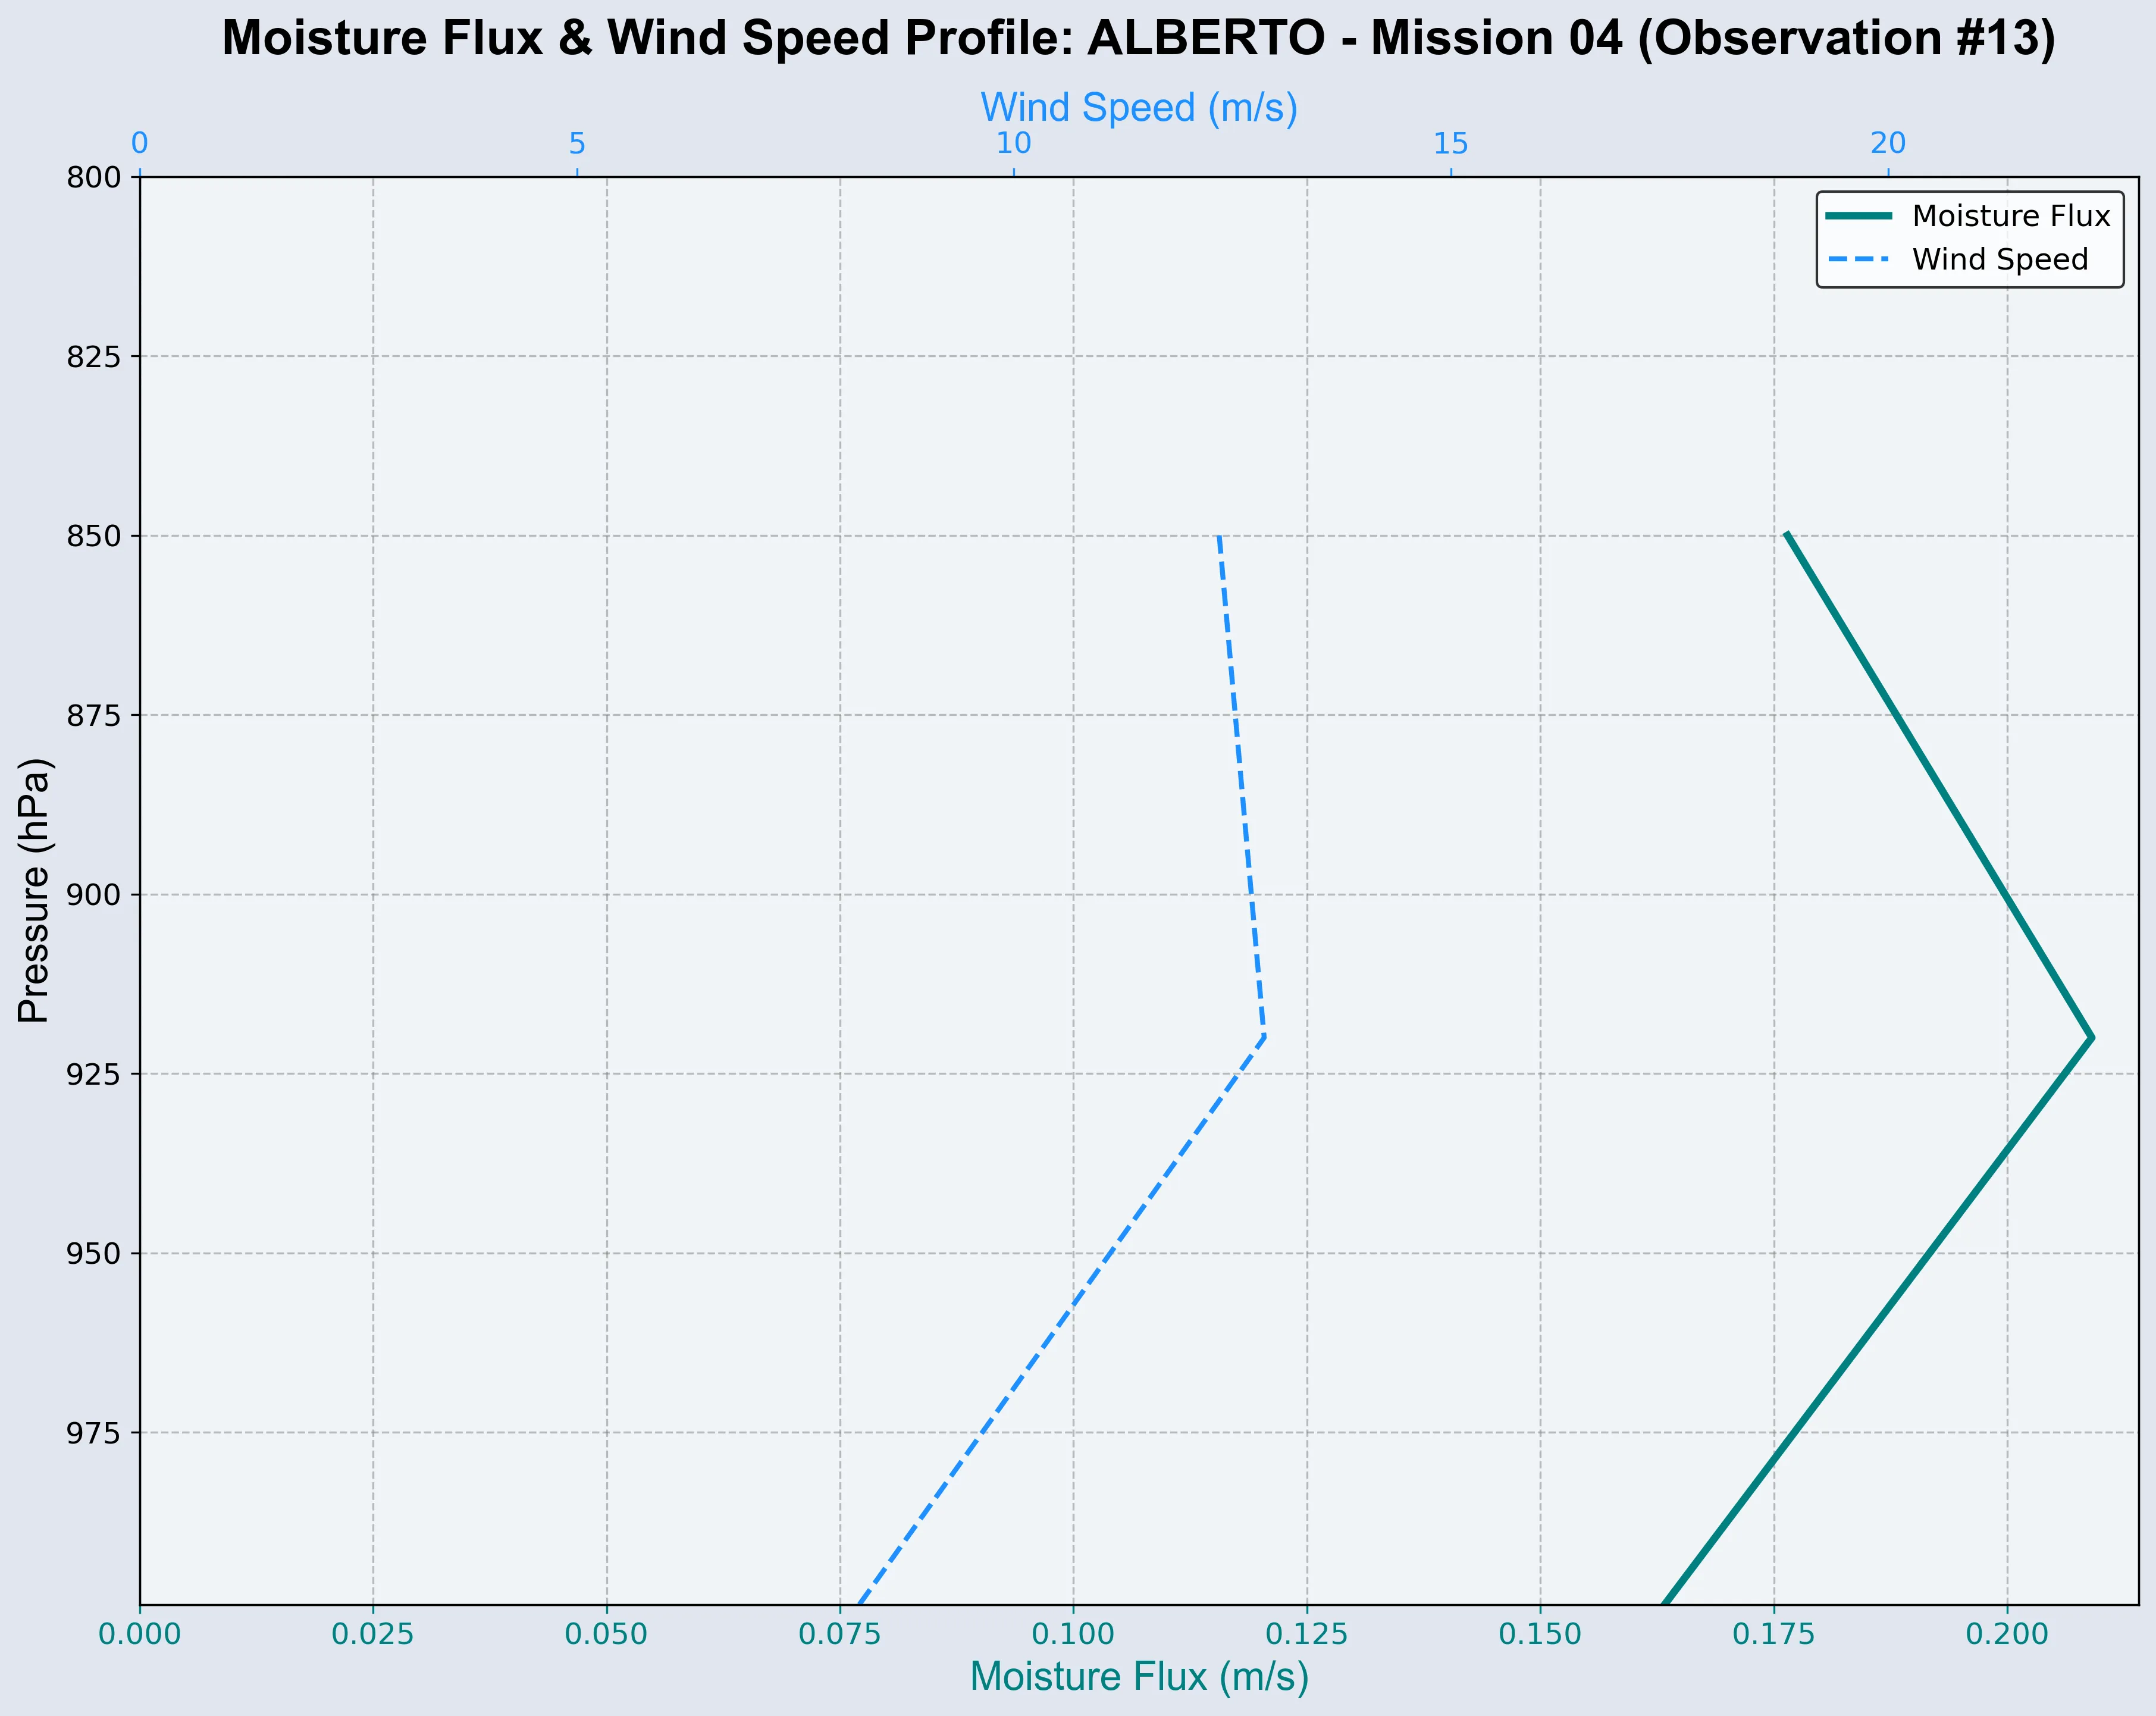 Moisture Flux & Wind Speed Profile: ALBERTO - Mission 04 (Observation #13)
Wind Speed (m/s)
0 5 10 15 20
Moisture Flux
Wind Speed
800
825
850
875
900
925
950
975
Pressure (hPa)
0.000 0.025 0.050 0.075 0.100 0.125 0.150 0.175 0.200
Moisture Flux (m/s)